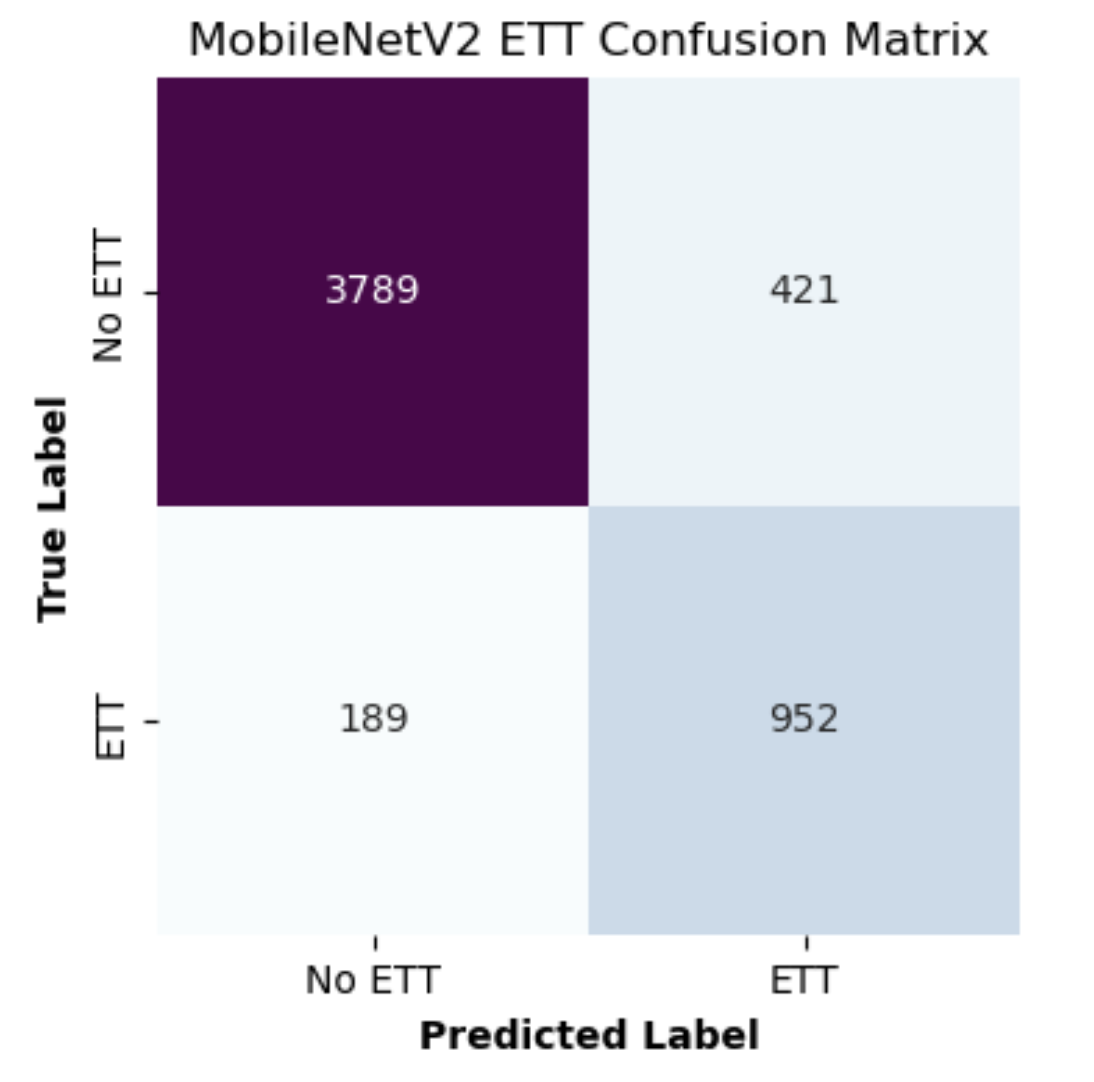 MobileNetV2 ETT Confusion Matrix
True Label
No ETT
3789
421
ETT
189
952
No ETT
ETT
Predicted Label